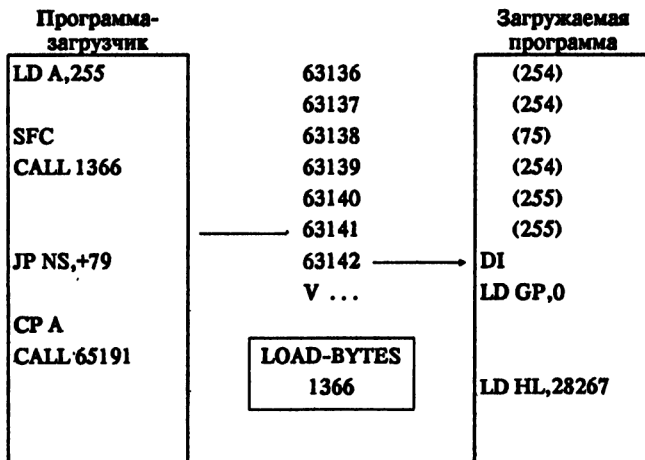 Программа-
загрузчик
Загружаемая
программа
LD A,255 63136 (254)
63137 (254)
SFC 63138 (75)
CALL 1366 63139 (254)
63140 (255)
63141 (255)
JP NS,+79 63142 DI
V ... LD GP,0
CP A
CALL 65191 LOAD-BYTES
1366 LD HL,28267